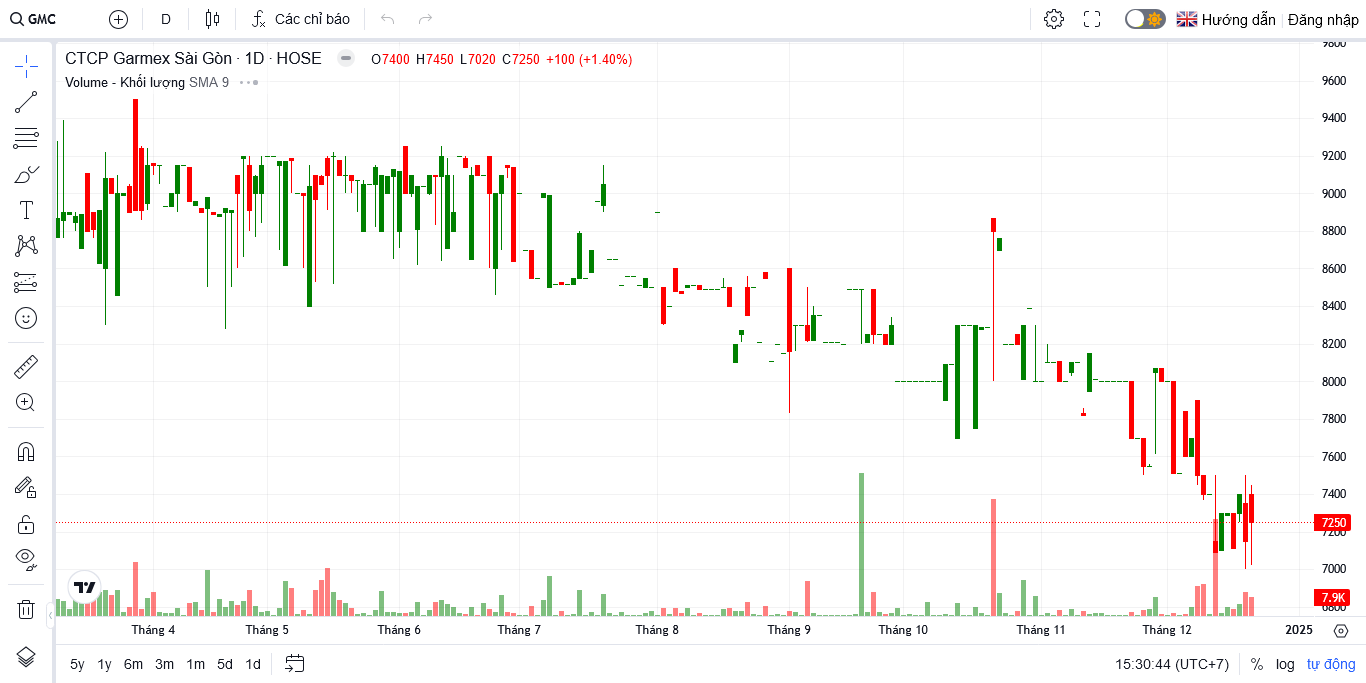 GMC D Các chỉ báo Hướng dẫn Đăng nhập
CTCP Garmex Sài Gòn · 1D · HOSE O7400 H7450 L7020 C7250 +100 (+1.40%)
Volume - Khối lượng SMA 9
9800
9600
9400
9200
9000
8800
8600
8400
8200
8000
7800
7600
7400
7250
7200
7000
7.9K
6800
Tháng 4 Tháng 5 Tháng 6 Tháng 7 Tháng 8 Tháng 9 Tháng 10 Tháng 11 Tháng 12 2025
5y 1y 6m 3m 1m 5d 1d 15:30:44 (UTC+7) % log tự động